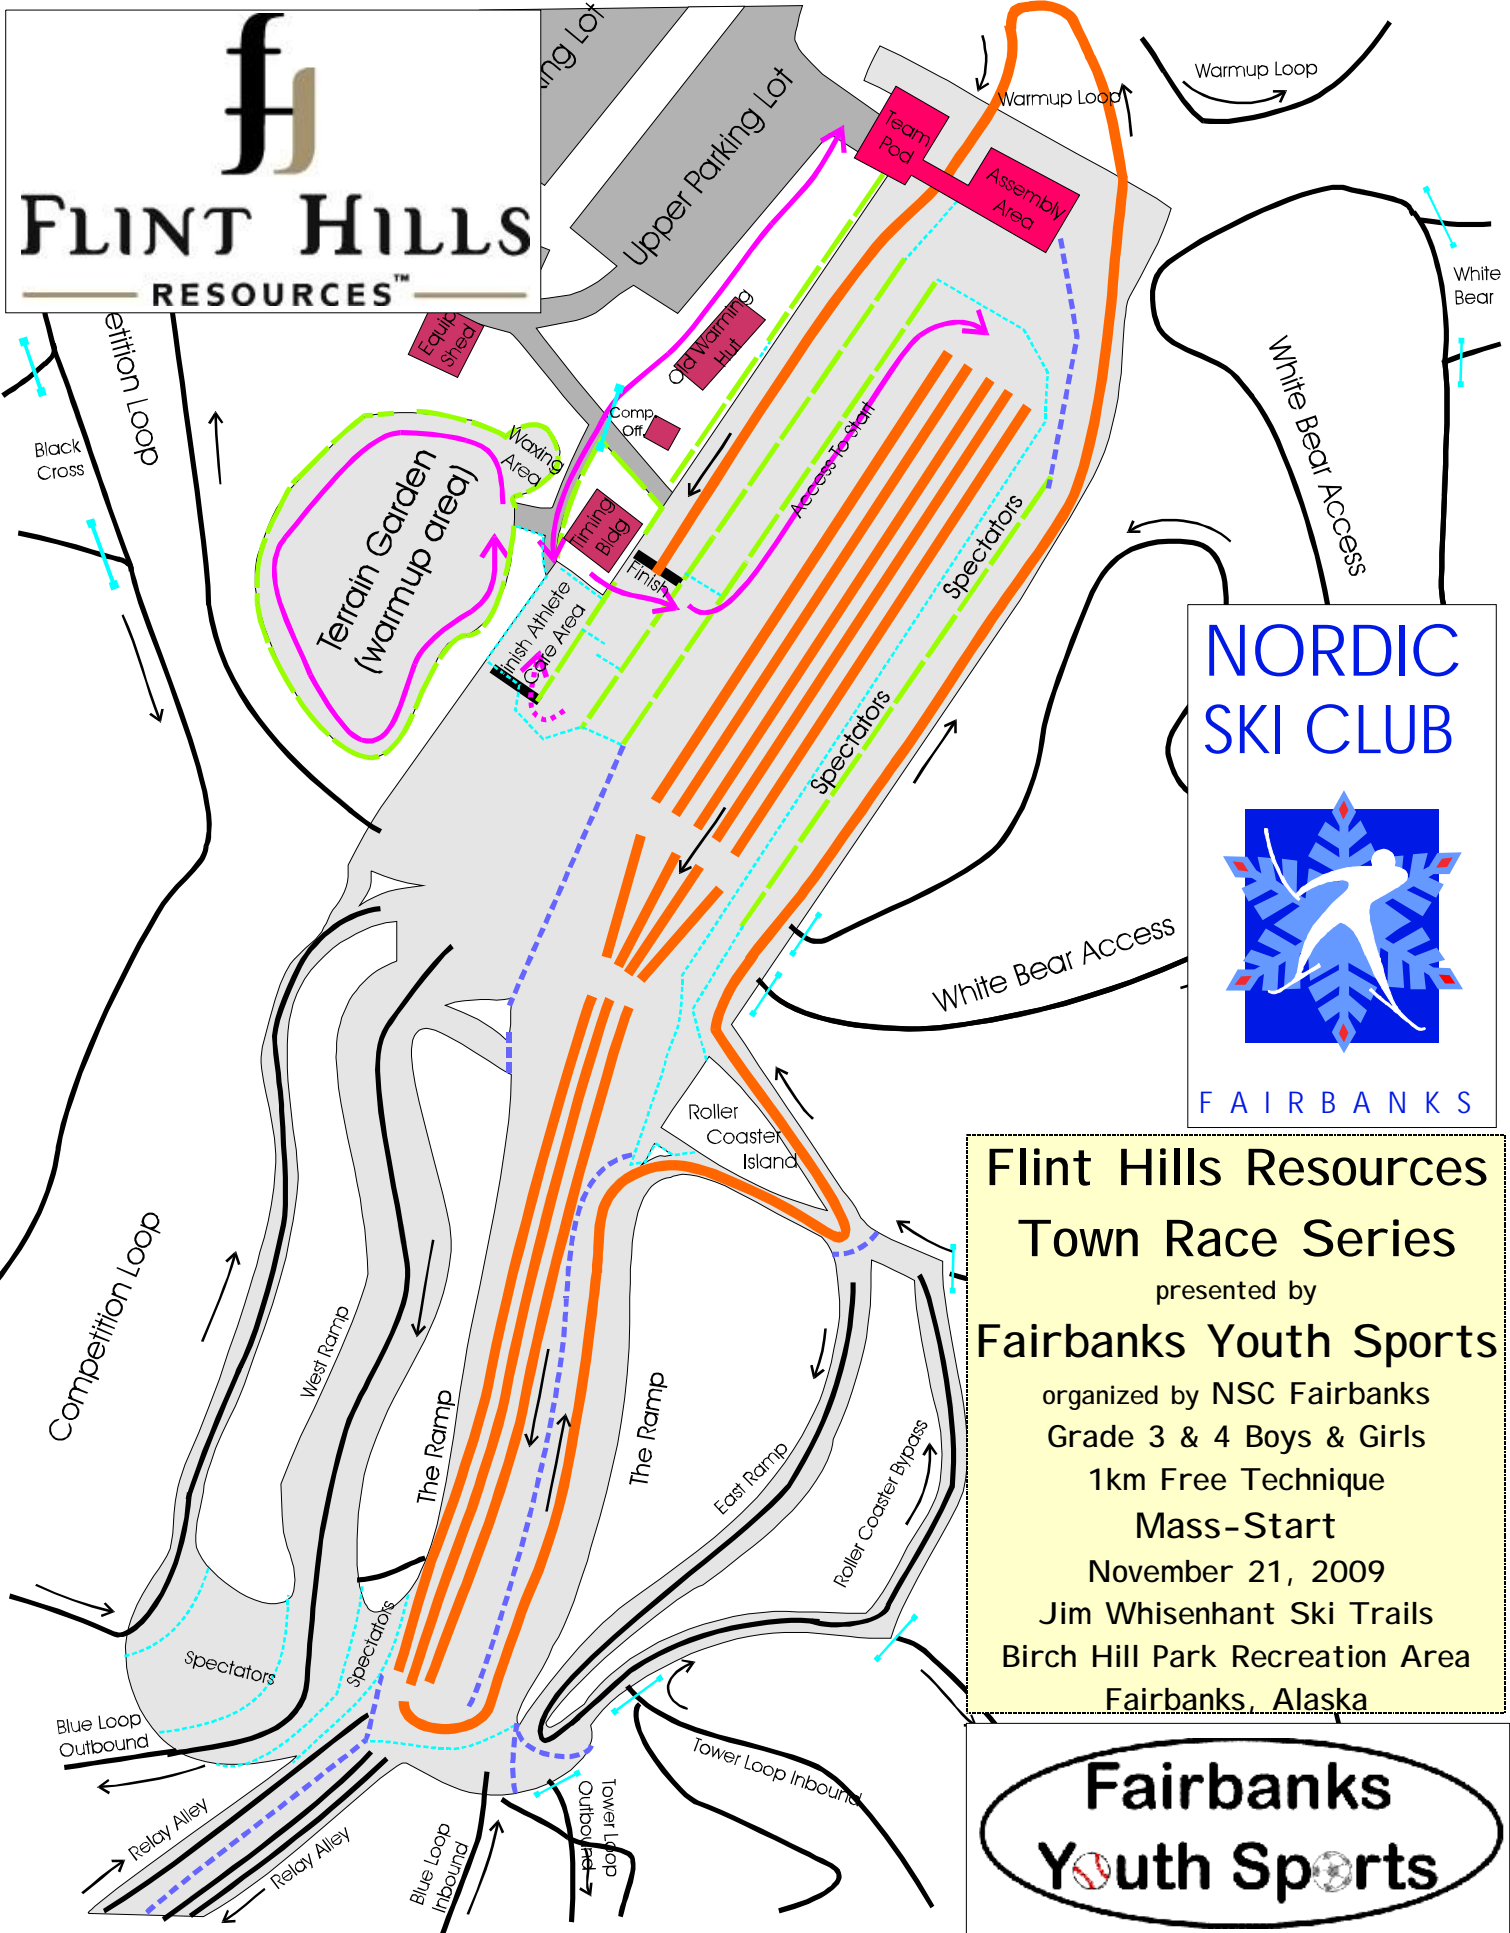 FLINT HILLS
RESOURCES™
ing Lot
Upper Parking Lot
Team
Pod
Assembly
Area
Warmup Loop
Warmup Loop
White
Bear
White Bear Access
Equip
Shed
Old Warming
Hut
Comp.
Off.
etition Loop
Black
Cross
Waxing
Area
Terrain Garden
(warmup area)
Timing
Bldg
Finish
Access To Start
Finish Athlete
Care Area
Spectators
Spectators
NORDIC
SKI CLUB
FAIRBANKS
White Bear Access
Roller
Coaster
Island
Competition Loop
West Ramp
The Ramp
The Ramp
East Ramp
Roller Coaster Bypass
Spectators
Spectators
Blue Loop
Outbound
Relay Alley
Relay Alley
Blue Loop
Inbound
Tower Loop
Outbound
Tower Loop Inbound
Flint Hills Resources
Town Race Series
presented by
Fairbanks Youth Sports
organized by NSC Fairbanks
Grade 3 & 4 Boys & Girls
1km Free Technique
Mass-Start
November 21, 2009
Jim Whisenhant Ski Trails
Birch Hill Park Recreation Area
Fairbanks, Alaska
Fairbanks
Youth Sports